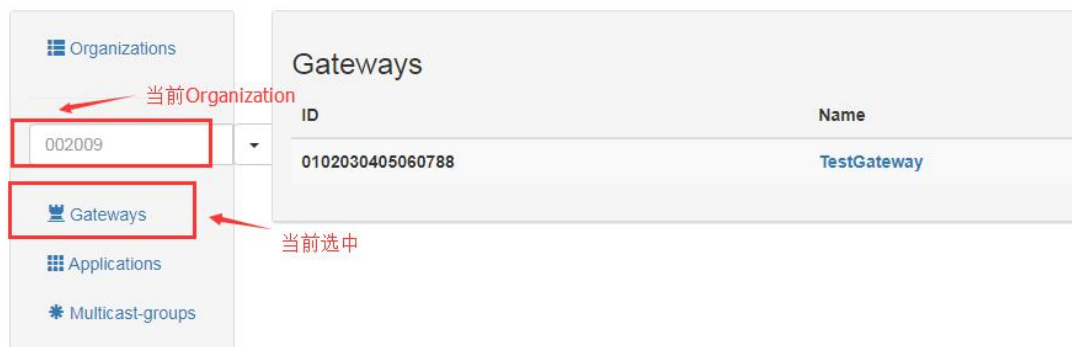 Organizations
当前Organization
002009
Gateways
当前选中
Applications
Multicast-groups
Gateways
ID Name
0102030405060788 TestGateway